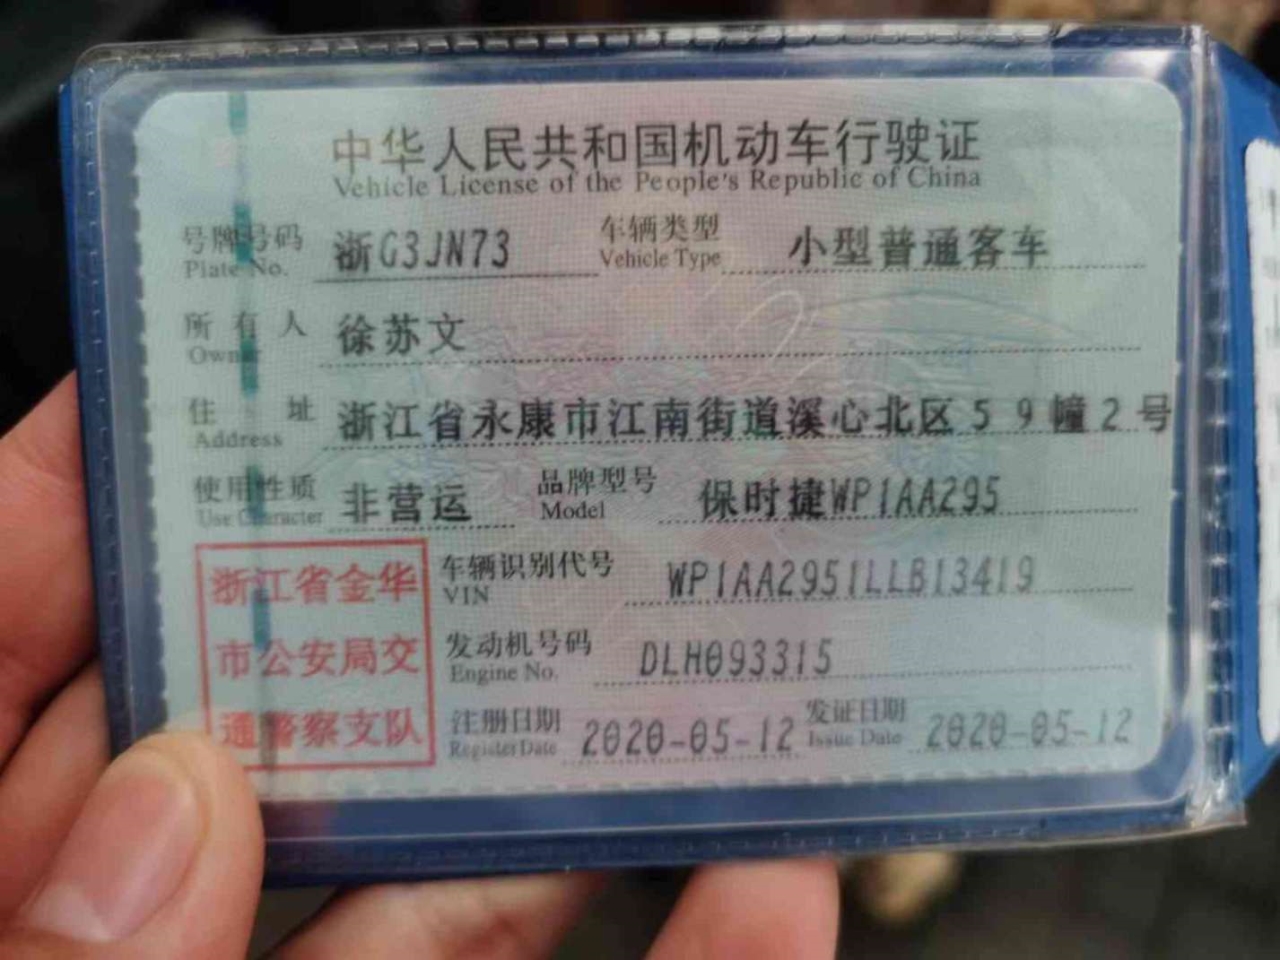 中华人民共和国机动车行驶证
Vehicle License of the People's Republic of China
号牌号码 浙G3JN73 车辆类型 小型普通客车
Plate No. Vehicle Type
所有人 徐苏文
Owner
住址 浙江省永康市江南街道溪心北区59幢2号
Address
使用性质 非营运 品牌型号 保时捷WP1AA295
Use Character Model
浙江省金华
市公安局交
通警察支队
车辆识别代号 WP1AA2951LLB13419
VIN
发动机号码 DLH093315
Engine No.
注册日期 2020-05-12 发证日期 2020-05-12
Register Date Issue Date